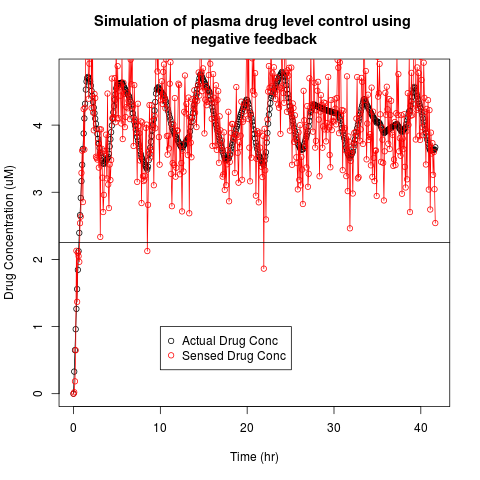 Simulation of plasma drug level control using
negative feedback
Drug Concentration (uM)
4
3
2
1
0
Actual Drug Conc
Sensed Drug Conc
0 10 20 30 40
Time (hr)